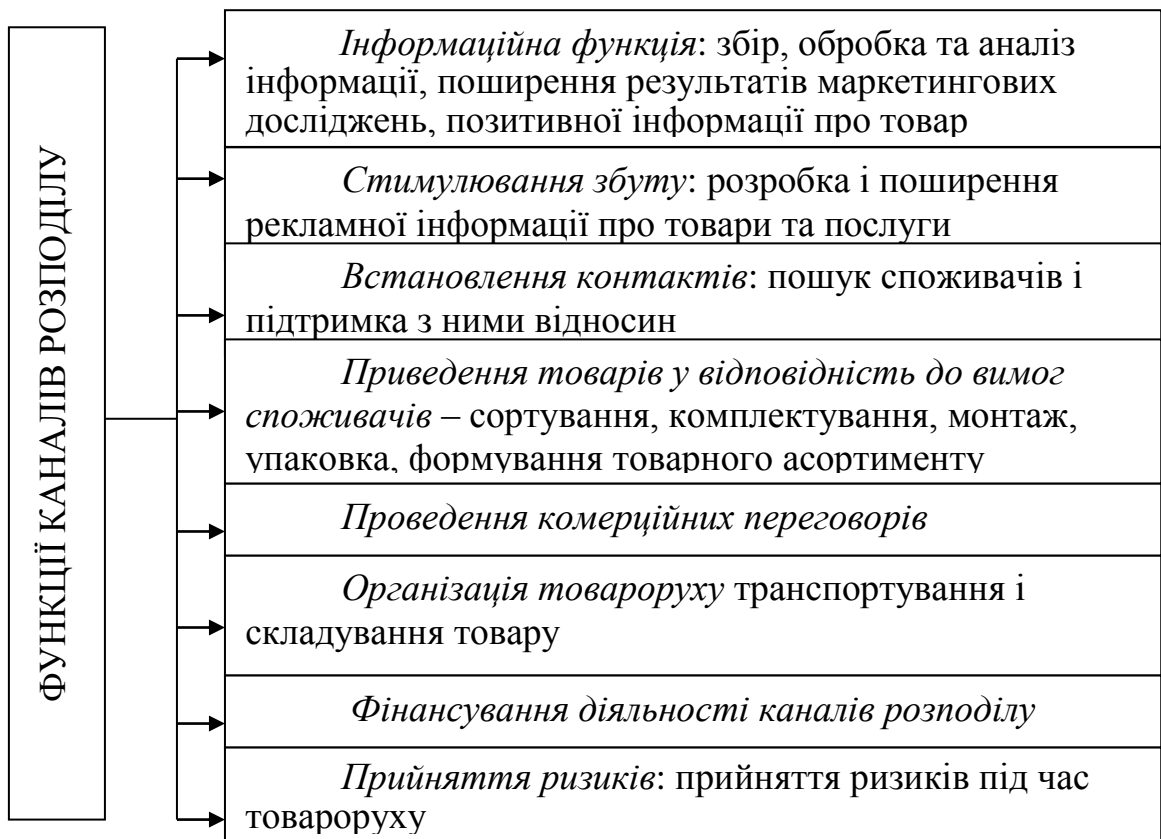 ФУНКЦІЇ КАНАЛІВ РОЗПОДІЛУ
Інформаційна функція: збір, обробка та аналіз
інформації, поширення результатів маркетингових
досліджень, позитивної інформації про товар
Стимулювання збуту: розробка і поширення
рекламної інформації про товари та послуги
Встановлення контактів: пошук споживачів і
підтримка з ними відносин
Приведення товарів у відповідність до вимог
споживачів – сортування, комплектування, монтаж,
упаковка, формування товарного асортименту
Проведення комерційних переговорів
Організація товароруху транспортування і
складування товару
Фінансування діяльності каналів розподілу
Прийняття ризиків: прийняття ризиків під час
товароруху